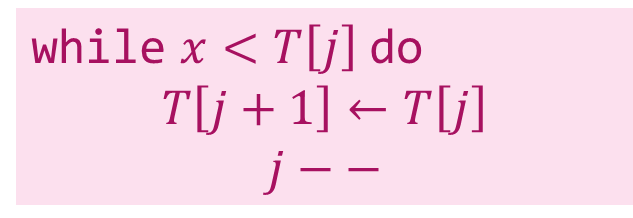 while x < T[j] do
T[j + 1] ← T[j]
j − −